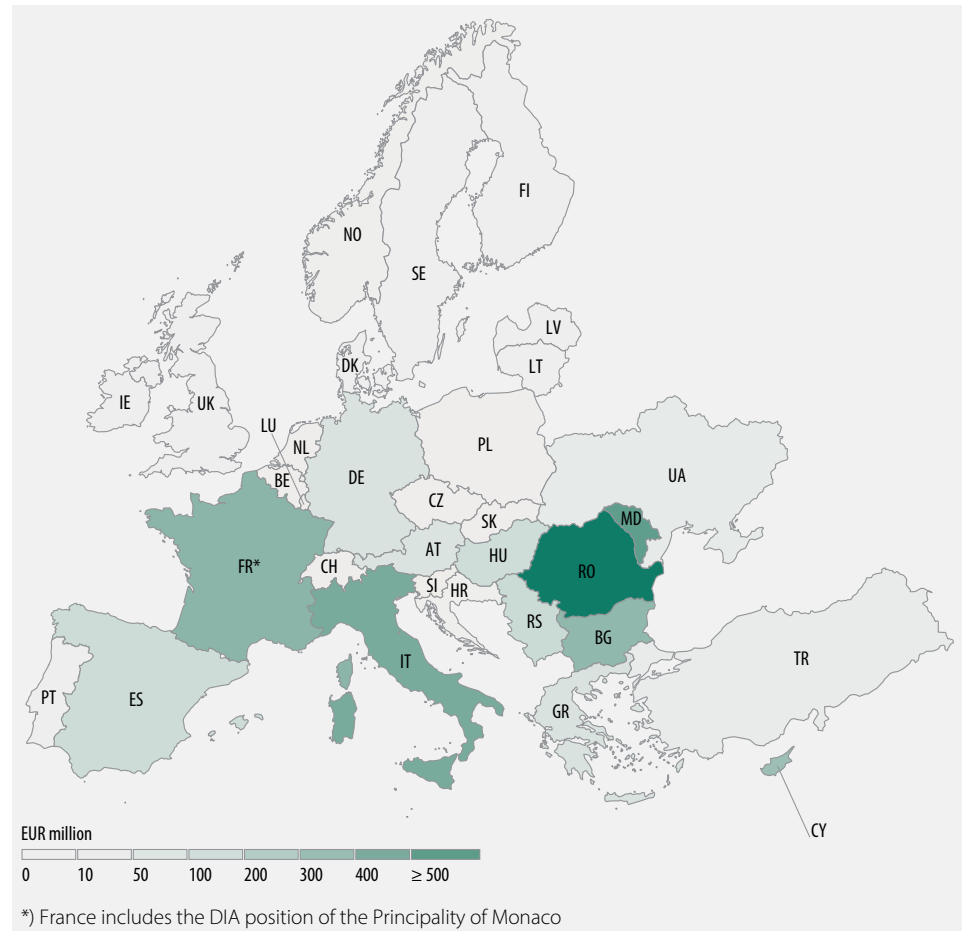 FI
NO
SE
LV
DK
LT
IE
UK
LU
NL
PL
BE
DE
UA
CZ
SK
MD
AT
HU
FR*
CH
RO
SI
HR
RS
BG
IT
TR
PT
ES
GR
CY
EUR million
0 10 50 100 200 300 400 ≥ 500
*) France includes the DIA position of the Principality of Monaco